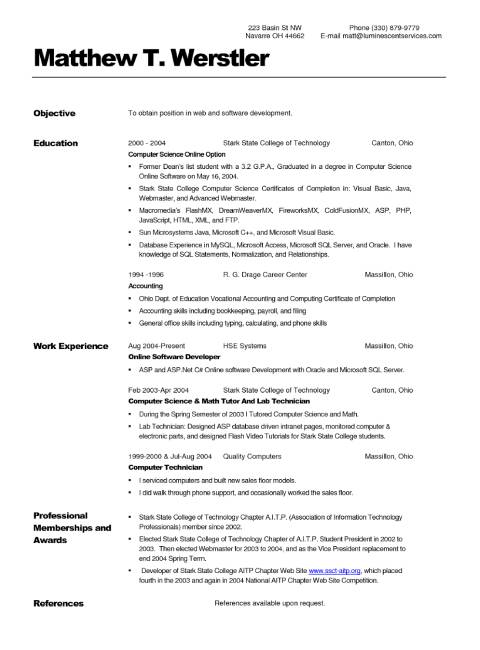 223 Basin St NW Phone (330) 879-9779
Navarre OH 44662 E-mail matt@luminescentservices.com
Matthew T. Werstler
Objective To obtain position in web and software development.
Education 2000 - 2004 Stark State College of Technology Canton, Ohio
Computer Science Online Option
▪ Former Dean's list student with a 3.2 G.P.A., Graduated in a degree in Computer Science
Online Software on May 16, 2004.
▪ Stark State College Computer Science Certificates of Completion in: Visual Basic, Java,
Webmaster, and Advanced Webmaster.
▪ Macromedia's FlashMX, DreamWeaverMX, FireworksMX, ColdFusionMX, ASP, PHP,
JavaScript, HTML, XML, and FTP.
▪ Sun Microsystems Java, Microsoft C++, and Microsoft Visual Basic.
▪ Database Experience in MySQL, Microsoft Access, Microsoft SQL Server, and Oracle. I have
knowledge of SQL Statements, Normalization, and Relationships.
1994 -1996 R. G. Drage Career Center Massillon, Ohio
Accounting
▪ Ohio Dept. of Education Vocational Accounting and Computing Certificate of Completion
▪ Accounting skills including bookkeeping, payroll, and filing
▪ General office skills including typing, calculating, and phone skills
Work Experience Aug 2004-Present HSE Systems Massillon, Ohio
Online Software Developer
▪ ASP and ASP.Net C# Online software Development with Oracle and Microsoft SQL Server.
Feb 2003-Apr 2004 Stark State College of Technology Canton, Ohio
Computer Science & Math Tutor And Lab Technician
▪ During the Spring Semester of 2003 I Tutored Computer Science and Math.
▪ Lab Technician: Designed ASP database driven intranet pages, monitored computer &
electronic parts, and designed Flash Video Tutorials for Stark State College students.
1999-2000 & Jul-Aug 2004 Quality Computers Massillon, Ohio
Computer Technician
▪ I serviced computers and built new sales floor models.
▪ I did walk through phone support, and occasionally worked the sales floor.
Professional
Memberships and
Awards
▪ Stark State College of Technology Chapter A.I.T.P. (Association of Information Technology
Professionals) member since 2002.
▪ Elected Stark State College of Technology Chapter of A.I.T.P. Student President in 2002 to
2003. Then elected Webmaster for 2003 to 2004, and as the Vice President replacement to
end 2004 Spring Term.
▪ Developer of Stark State College AITP Chapter Web Site www.ssct-aitp.org, which placed
fourth in the 2003 and again in 2004 National AITP Chapter Web Site Competition.
References References available upon request.